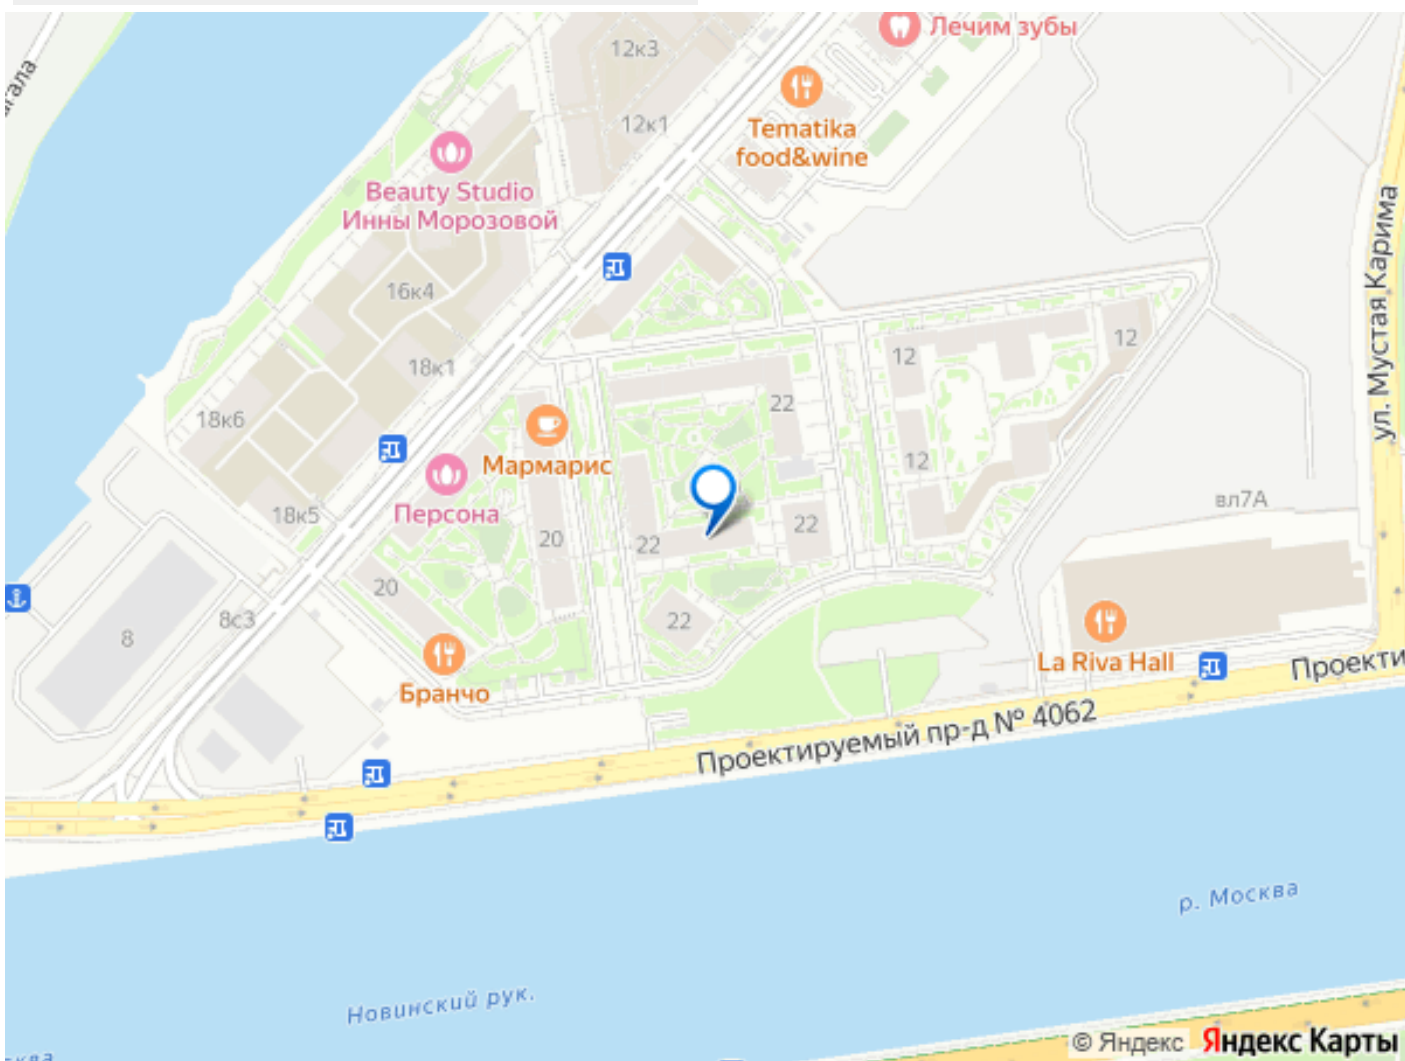 12к3
Лечим зубы
12к1
Tematika
food&wine
Beauty Studio
Инны Морозовой
ул. Мустая Карима
16к4
18к1
12
12
18к6
22
Мармарис
12
Персона
18к5
вл7А
22
22
20
20
8с3
8
22
La Riva Hall
Бранчо
Проекти
Проектируемый пр-д № 4062
р. Москва
Новинский рук.
© Яндекс Яндекс Карты